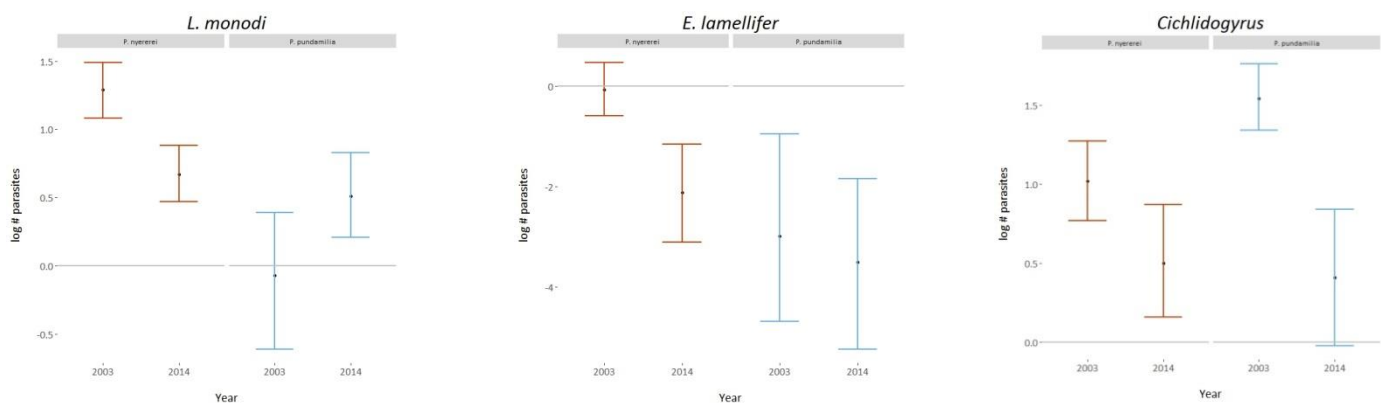 L. monodi
P. nyererei P. pundamilia
1.5
1.0
0.5
0.0
-0.5
log # parasites
2003 2014 2003 2014
Year
E. lamellifer
P. nyererei P. pundamilia
0
-2
-4
log # parasites
2003 2014 2003 2014
Year
Cichlidogyrus
P. nyererei P. pundamilia
1.5
1.0
0.5
0.0
log # parasites
2003 2014 2003 2014
Year